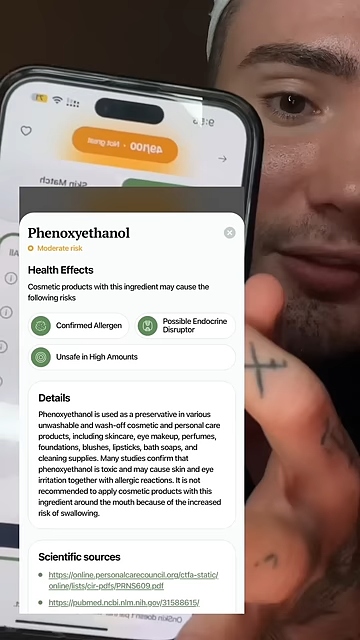 49/100 · Not great
Skin Match
Phenoxyethanol
Moderate risk
Health Effects
Cosmetic products with this ingredient may cause the
following risks
Confirmed Allergen
Possible Endocrine
Disruptor
Unsafe in High Amounts
Details
Phenoxyethanol is used as a preservative in various
unwashable and wash-off cosmetic and personal care
products, including skincare, eye makeup, perfumes,
foundations, blushes, lipsticks, bath soaps, and
cleaning supplies. Many studies confirm that
phenoxyethanol is toxic and may cause skin and eye
irritation together with allergic reactions. It is not
recommended to apply cosmetic products with this
ingredient around the mouth because of the increased
risk of swallowing.
Scientific sources
https://online.personalcarecouncil.org/ctfa-static/
online/lists/cir-pdfs/PRNS609.pdf
https://pubmed.ncbi.nlm.nih.gov/31588615/